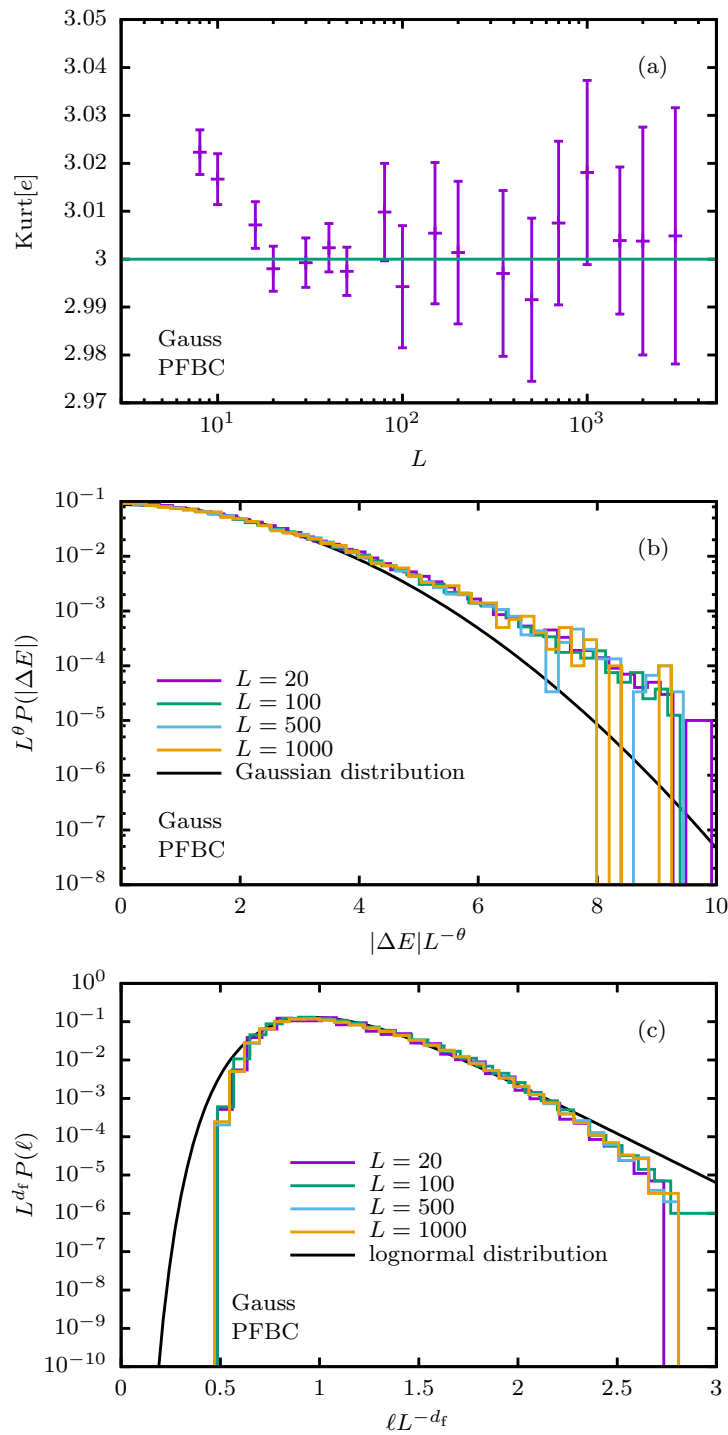 3.05
3.04
3.03
3.02
3.01
3
2.99
2.98
2.97
Kurt[e]
(a)
Gauss
PFBC
10¹
10²
10³
L
10⁻¹
10⁻²
10⁻³
10⁻⁴
10⁻⁵
10⁻⁶
10⁻⁷
10⁻⁸
L^θ P(|ΔE|)
(b)
L = 20
L = 100
L = 500
L = 1000
Gaussian distribution
Gauss
PFBC
0 2 4 6 8 10
|ΔE|L^−θ
10⁰
10⁻¹
10⁻²
10⁻³
10⁻⁴
10⁻⁵
10⁻⁶
10⁻⁷
10⁻⁸
10⁻⁹
10⁻¹⁰
L^{d_f} P(ℓ)
(c)
L = 20
L = 100
L = 500
L = 1000
lognormal distribution
Gauss
PFBC
0 0.5 1 1.5 2 2.5 3
ℓL^{−d_f}